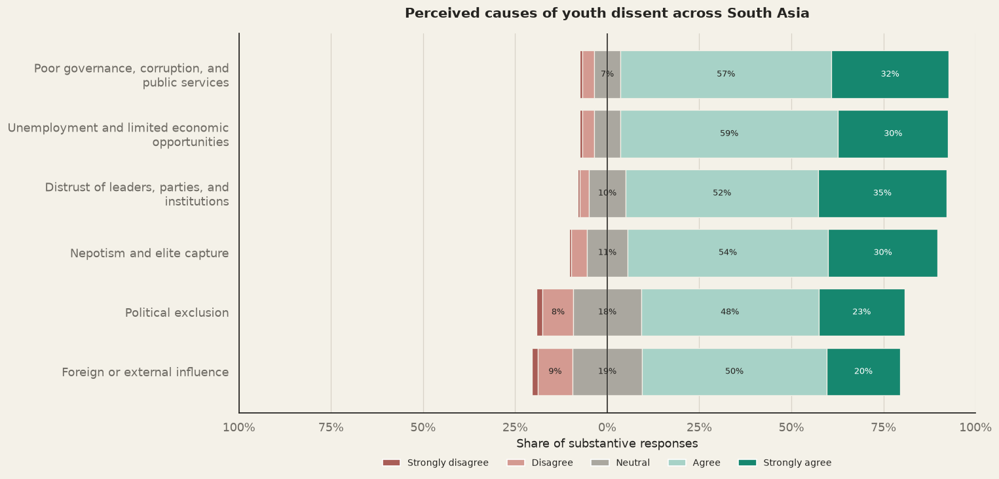 Perceived causes of youth dissent across South Asia
Poor governance, corruption, and
public services
7%
57%
32%
Unemployment and limited economic
opportunities
59%
30%
Distrust of leaders, parties, and
institutions
10%
52%
35%
Nepotism and elite capture
11%
54%
30%
Political exclusion
8%
18%
48%
23%
Foreign or external influence
9%
19%
50%
20%
100%
75%
50%
25%
0%
25%
50%
75%
100%
Share of substantive responses
Strongly disagree
Disagree
Neutral
Agree
Strongly agree